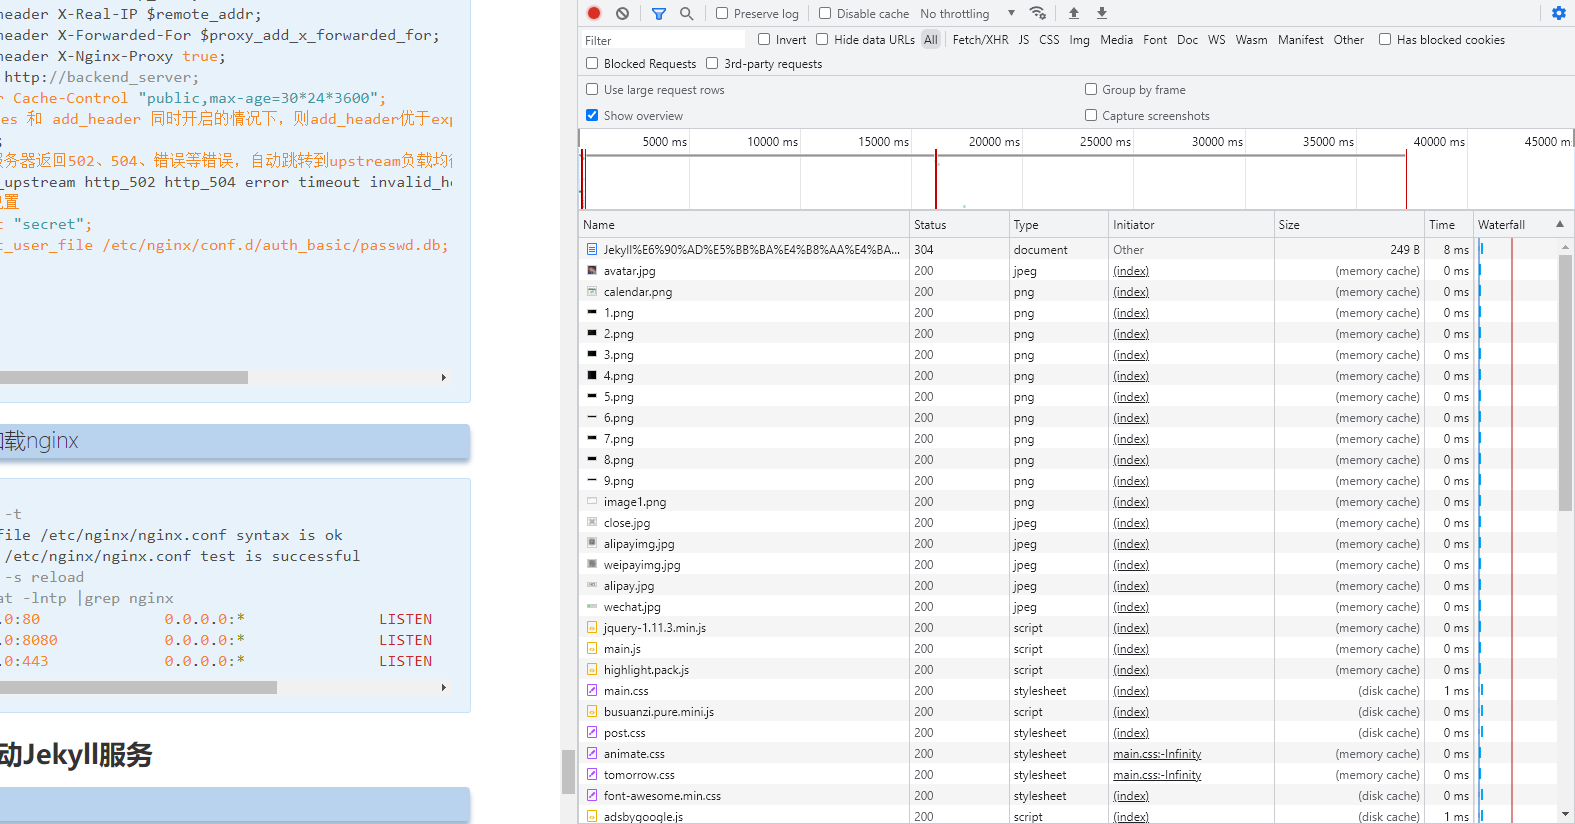 header X-Real-IP $remote_addr;
header X-Forwarded-For $proxy_add_x_forwarded_for;
header X-Nginx-Proxy true;
http://backend_server;
r Cache-Control "public,max-age=30*24*3600";
es 和 add_header 同时开启的情况下，则add_header优于exp
s
服务器返回502、504、错误等错误，自动跳转到upstream负载均
_upstream http_502 http_504 error timeout invalid_he
配置
t "secret";
t_user_file /etc/nginx/conf.d/auth_basic/passwd.db;
加载nginx
-t
file /etc/nginx/nginx.conf syntax is ok
/etc/nginx/nginx.conf test is successful
-s reload
at -lntp |grep nginx
.0:80 0.0.0.0:* LISTEN
.0:8080 0.0.0.0:* LISTEN
.0:443 0.0.0.0:* LISTEN
动Jekyll服务
Preserve log Disable cache No throttling
Filter Invert Hide data URLs All Fetch/XHR JS CSS Img Media Font Doc WS Wasm Manifest Other Has blocked cookies
Blocked Requests 3rd-party requests
Use large request rows Group by frame
Show overview Capture screenshots
5000 ms 10000 ms 15000 ms 20000 ms 25000 ms 30000 ms 35000 ms 40000 ms 45000 m
Name Status Type Initiator Size Time Waterfall
Jekyll%E6%90%AD%E5%BB%BA%E4%B8%AA%E4%BA... 304 document Other 249 B 8 ms
avatar.jpg 200 jpeg (index) (memory cache) 0 ms
calendar.png 200 png (index) (memory cache) 0 ms
1.png 200 png (index) (memory cache) 0 ms
2.png 200 png (index) (memory cache) 0 ms
3.png 200 png (index) (memory cache) 0 ms
4.png 200 png (index) (memory cache) 0 ms
5.png 200 png (index) (memory cache) 0 ms
6.png 200 png (index) (memory cache) 0 ms
7.png 200 png (index) (memory cache) 0 ms
8.png 200 png (index) (memory cache) 0 ms
9.png 200 png (index) (memory cache) 0 ms
image1.png 200 png (index) (memory cache) 0 ms
close.jpg 200 jpeg (index) (memory cache) 0 ms
alipayimg.jpg 200 jpeg (index) (memory cache) 0 ms
weipayimg.jpg 200 jpeg (index) (memory cache) 0 ms
alipay.jpg 200 jpeg (index) (memory cache) 0 ms
wechat.jpg 200 jpeg (index) (memory cache) 0 ms
jquery-1.11.3.min.js 200 script (index) (memory cache) 0 ms
main.js 200 script (index) (memory cache) 0 ms
highlight.pack.js 200 script (index) (memory cache) 0 ms
main.css 200 stylesheet (index) (disk cache) 1 ms
busuanzi.pure.mini.js 200 script (index) (disk cache) 0 ms
post.css 200 stylesheet (index) (disk cache) 0 ms
animate.css 200 stylesheet main.css:-Infinity (memory cache) 0 ms
tomorrow.css 200 stylesheet main.css:-Infinity (memory cache) 0 ms
font-awesome.min.css 200 stylesheet (index) (disk cache) 0 ms
adsbygoogle.js 200 script (index) (disk cache) 1 ms